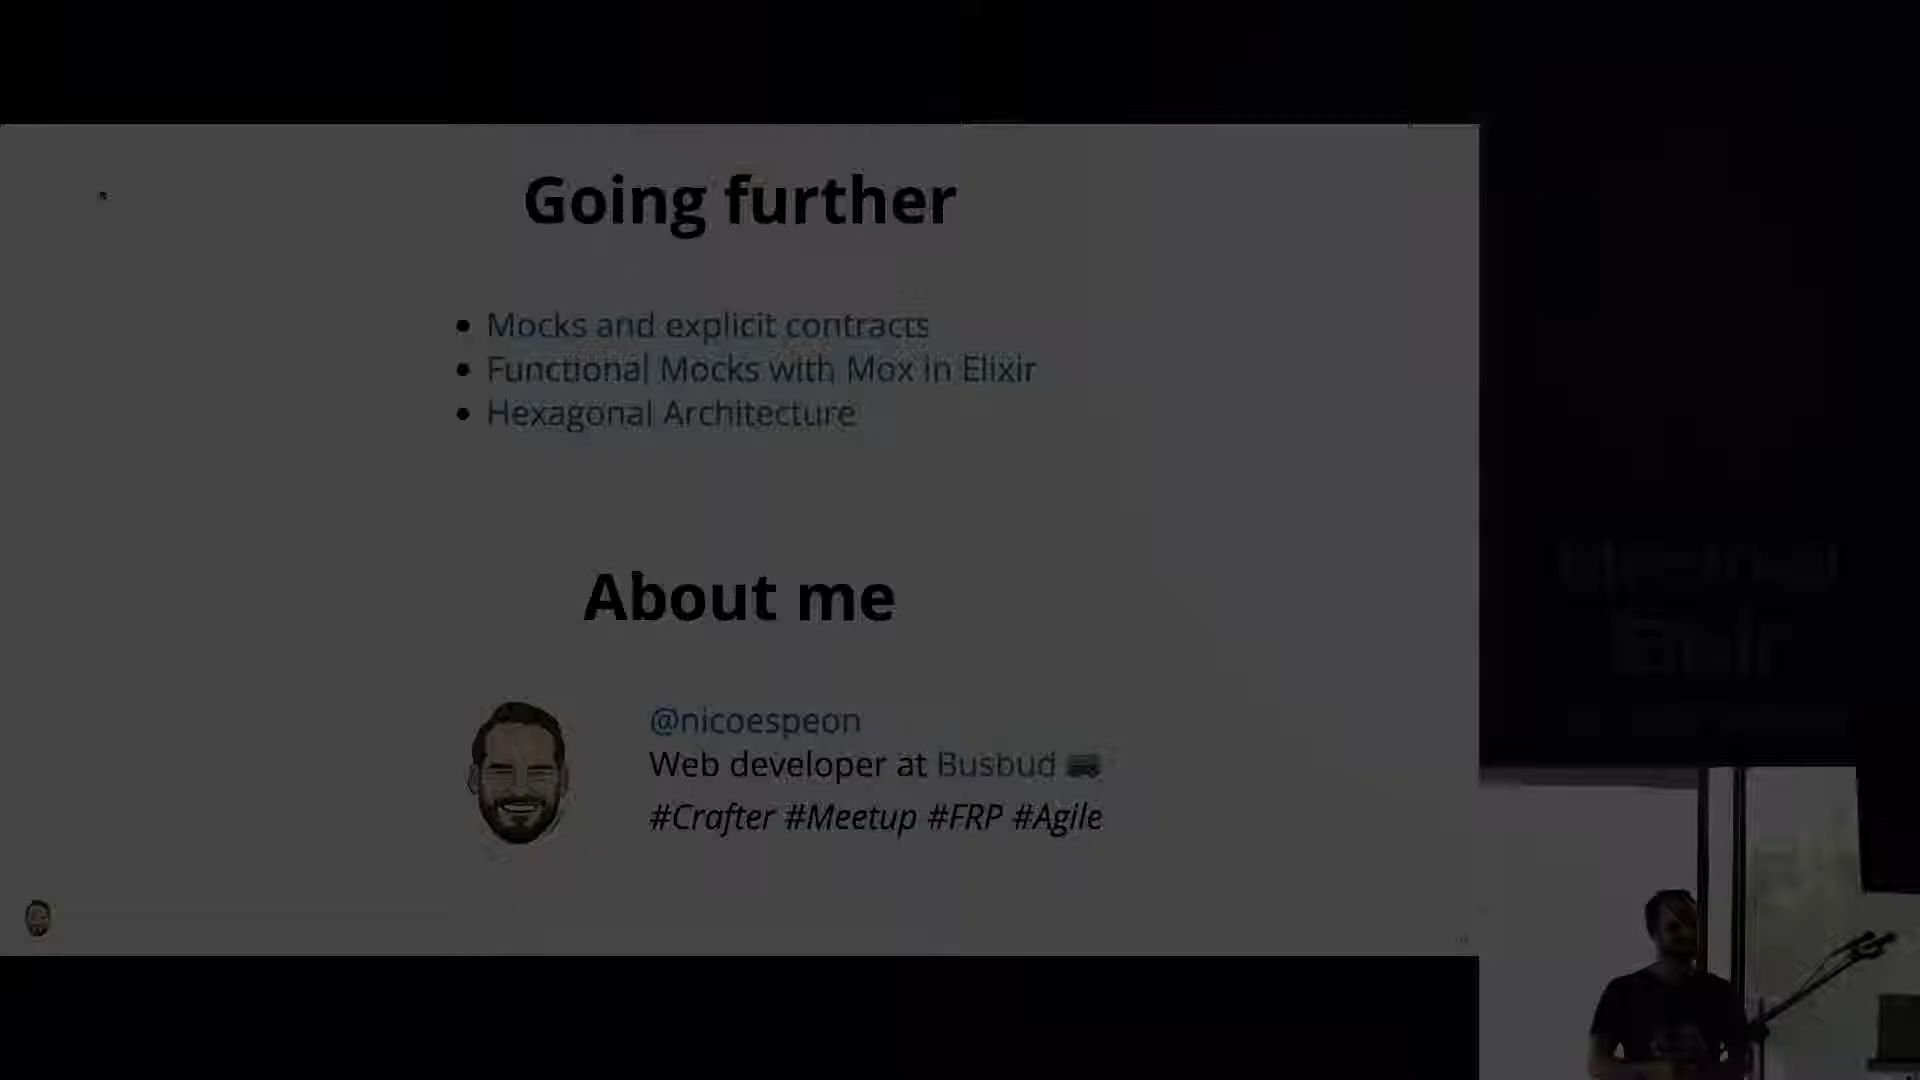 Going further
Mocks and explicit contracts
Functional Mocks with Mox in Elixir
Hexagonal Architecture
About me
@nicoespeon
Web developer at Busbud
#Crafter #Meetup #FRP #Agile